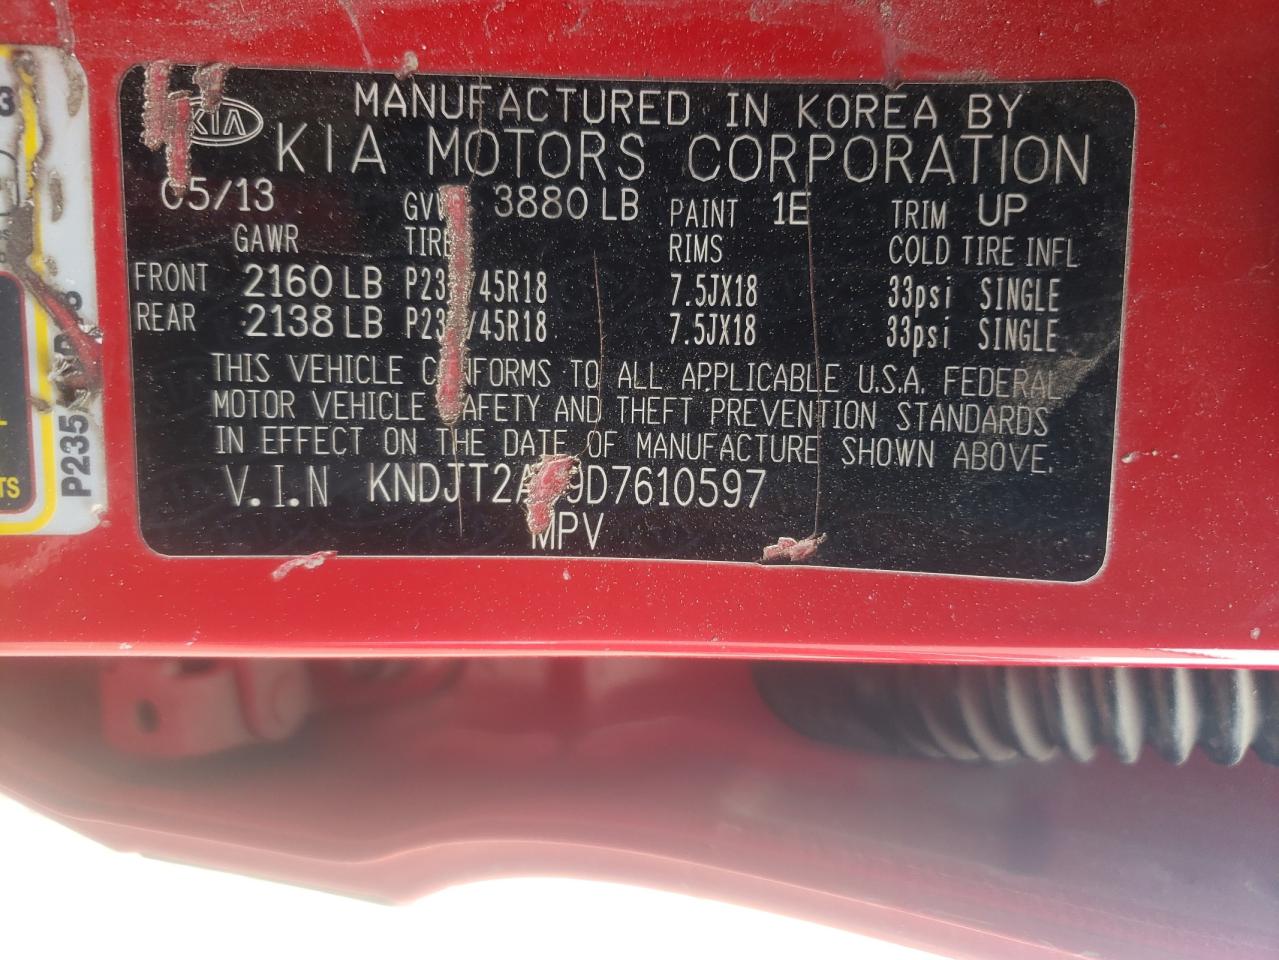 KIA
MANUFACTURED IN KOREA BY
KIA MOTORS CORPORATION
05/13 3880 LB PAINT 1E TRIM UP
GAWR TIRE RIMS COLD TIRE INFL
FRONT 2160 LB /45R18 7.5JX18 33psi SINGLE
REAR 2138 LB /45R18 7.5JX18 33psi SINGLE
THIS VEHICLE CONFORMS TO ALL APPLICABLE U.S.A. FEDERAL
MOTOR VEHICLE SAFETY AND THEFT PREVENTION STANDARDS
IN EFFECT ON THE DATE OF MANUFACTURE SHOWN ABOVE.
V.I.N
MPV
P235